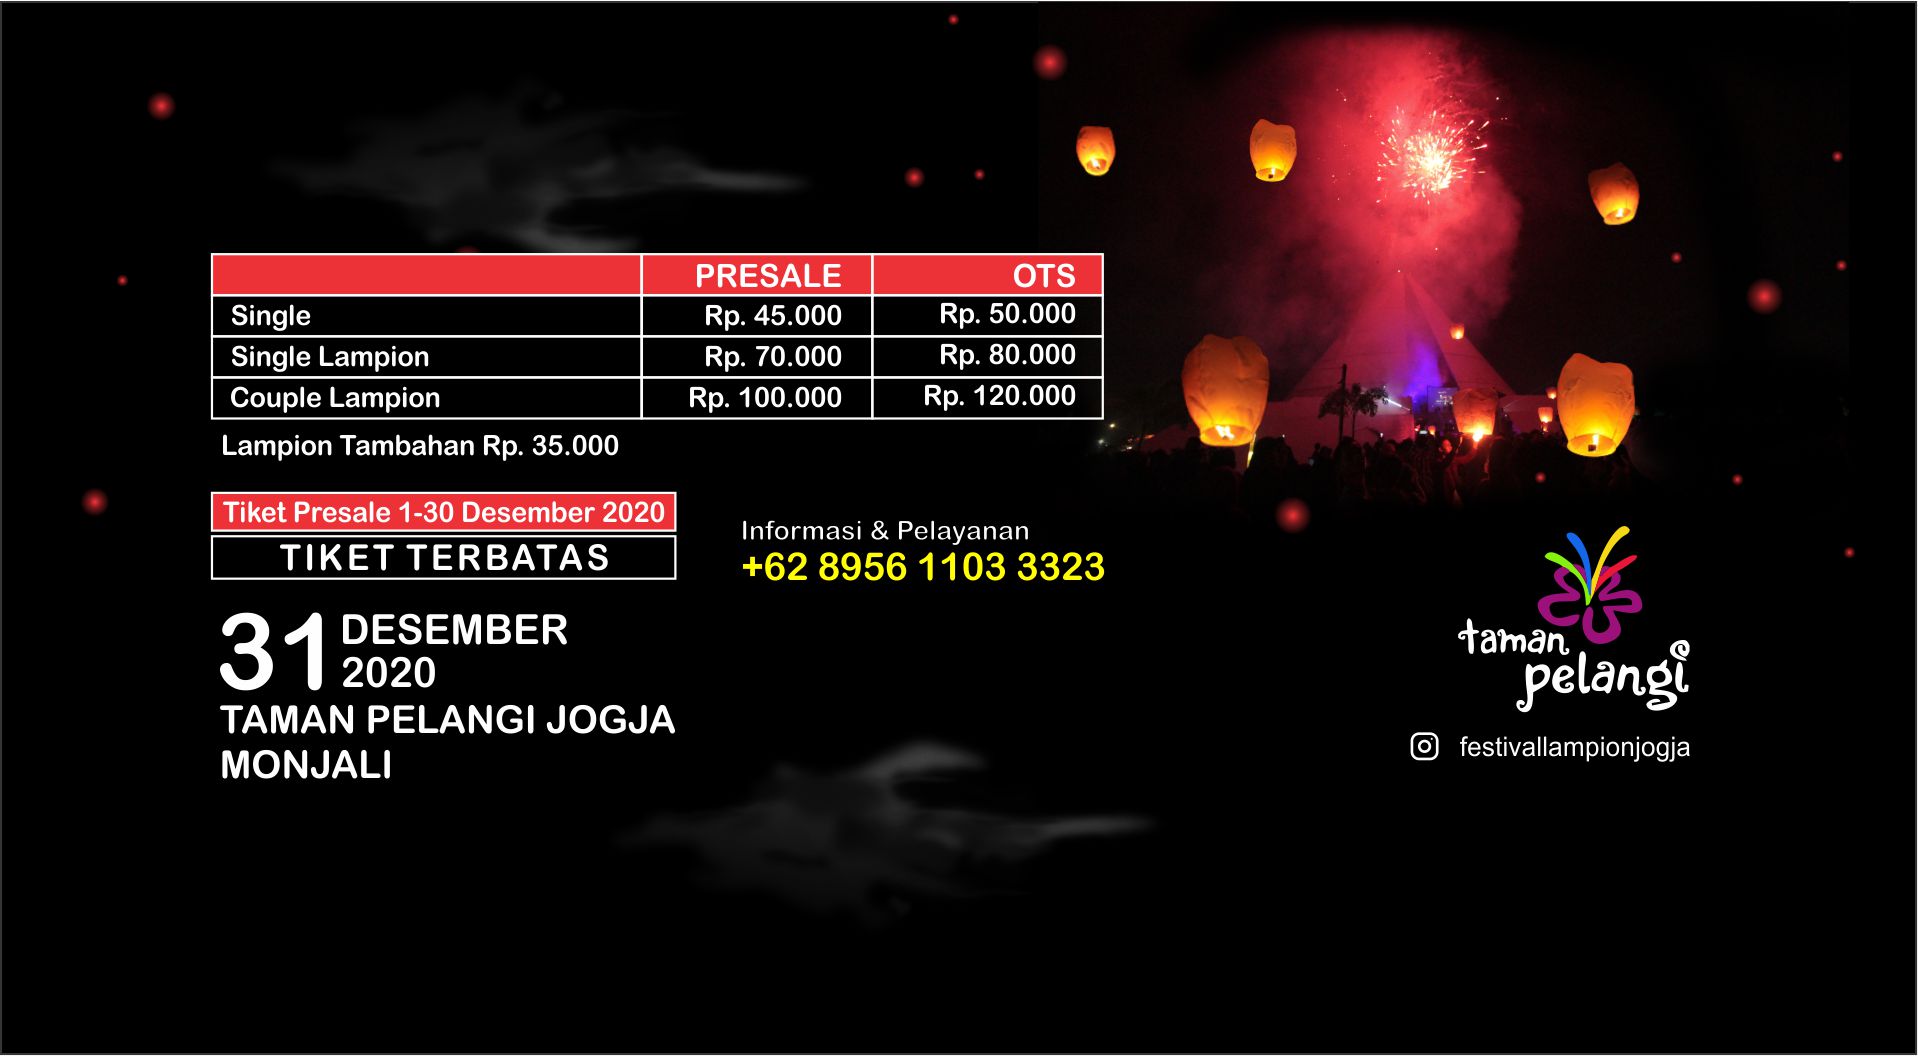 PRESALE OTS
Single Rp. 45.000 Rp. 50.000
Single Lampion Rp. 70.000 Rp. 80.000
Couple Lampion Rp. 100.000 Rp. 120.000
Lampion Tambahan Rp. 35.000
Tiket Presale 1-30 Desember 2020
TIKET TERBATAS
Informasi & Pelayanan
+62 8956 1103 3323
31 DESEMBER
2020
TAMAN PELANGI JOGJA
MONJALI
taman
pelangi
festivallampionjogja